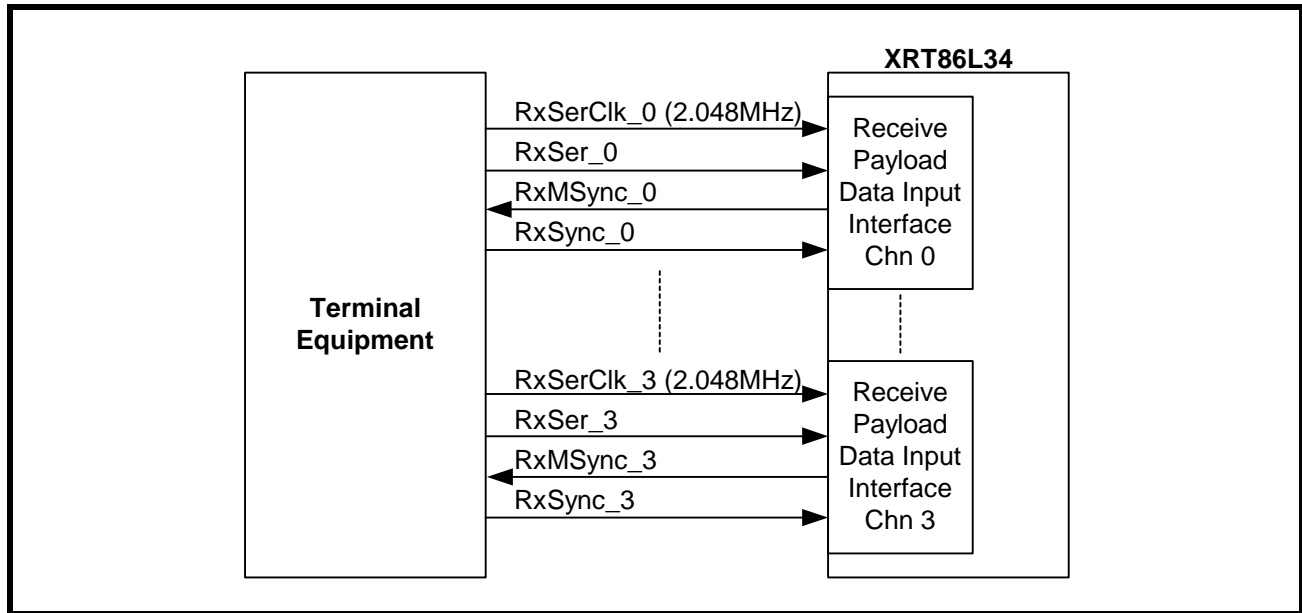 XRT86L34
RxSerClk_0 (2.048MHz)
RxSer_0
RxMSync_0
RxSync_0
Receive
Payload
Data Input
Interface
Chn 0
Terminal
Equipment
RxSerClk_3 (2.048MHz)
RxSer_3
RxMSync_3
RxSync_3
Receive
Payload
Data Input
Interface
Chn 3